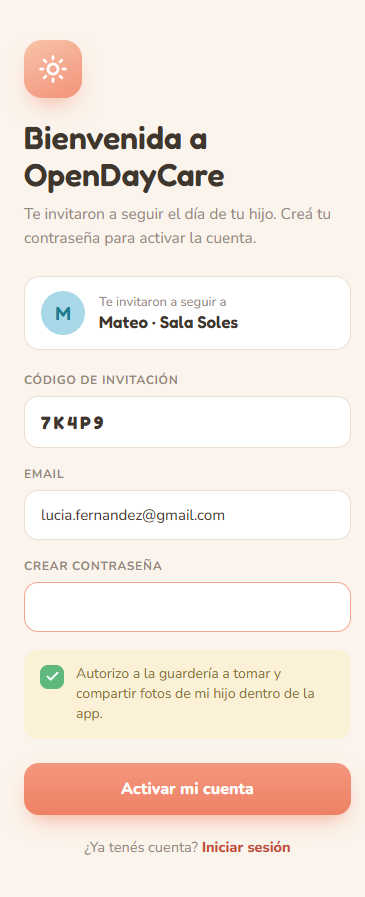 Bienvenida a
OpenDayCare
Te invitaron a seguir el día de tu hijo. Creá tu
contraseña para activar la cuenta.
M
Te invitaron a seguir a
Mateo · Sala Soles
CÓDIGO DE INVITACIÓN
7K4P9
EMAIL
lucia.fernandez@gmail.com
CREAR CONTRASEÑA
Autorizo a la guardería a tomar y
compartir fotos de mi hijo dentro de la
app.
Activar mi cuenta
¿Ya tenés cuenta? Iniciar sesión